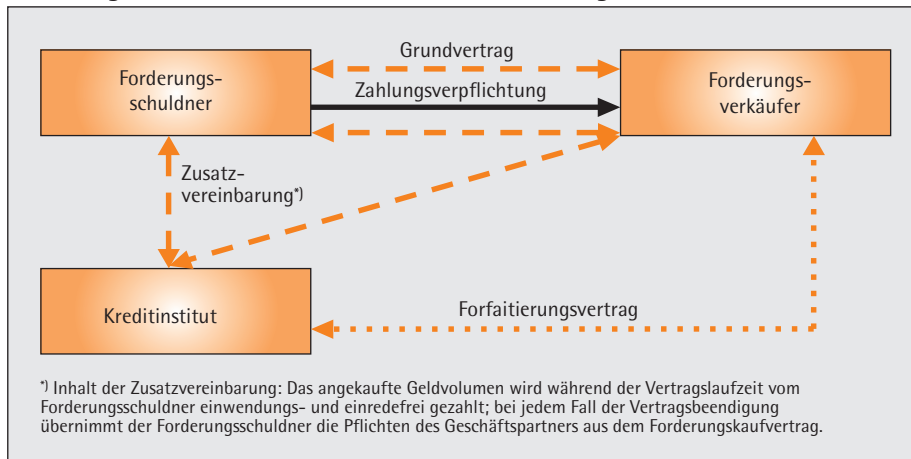 Grundvertrag
Forderungs-
schuldner
Zahlungsverpflichtung
Forderungs-
verkäufer
Zusatz-
vereinbarung*)
Kreditinstitut
Forfaitierungsvertrag
*) Inhalt der Zusatzvereinbarung: Das angekaufte Geldvolumen wird während der Vertragslaufzeit vom
Forderungsschuldner einwendungs- und einredefrei gezahlt; bei jedem Fall der Vertragsbeendigung
übernimmt der Forderungsschuldner die Pflichten des Geschäftspartners aus dem Forderungskaufvertrag.